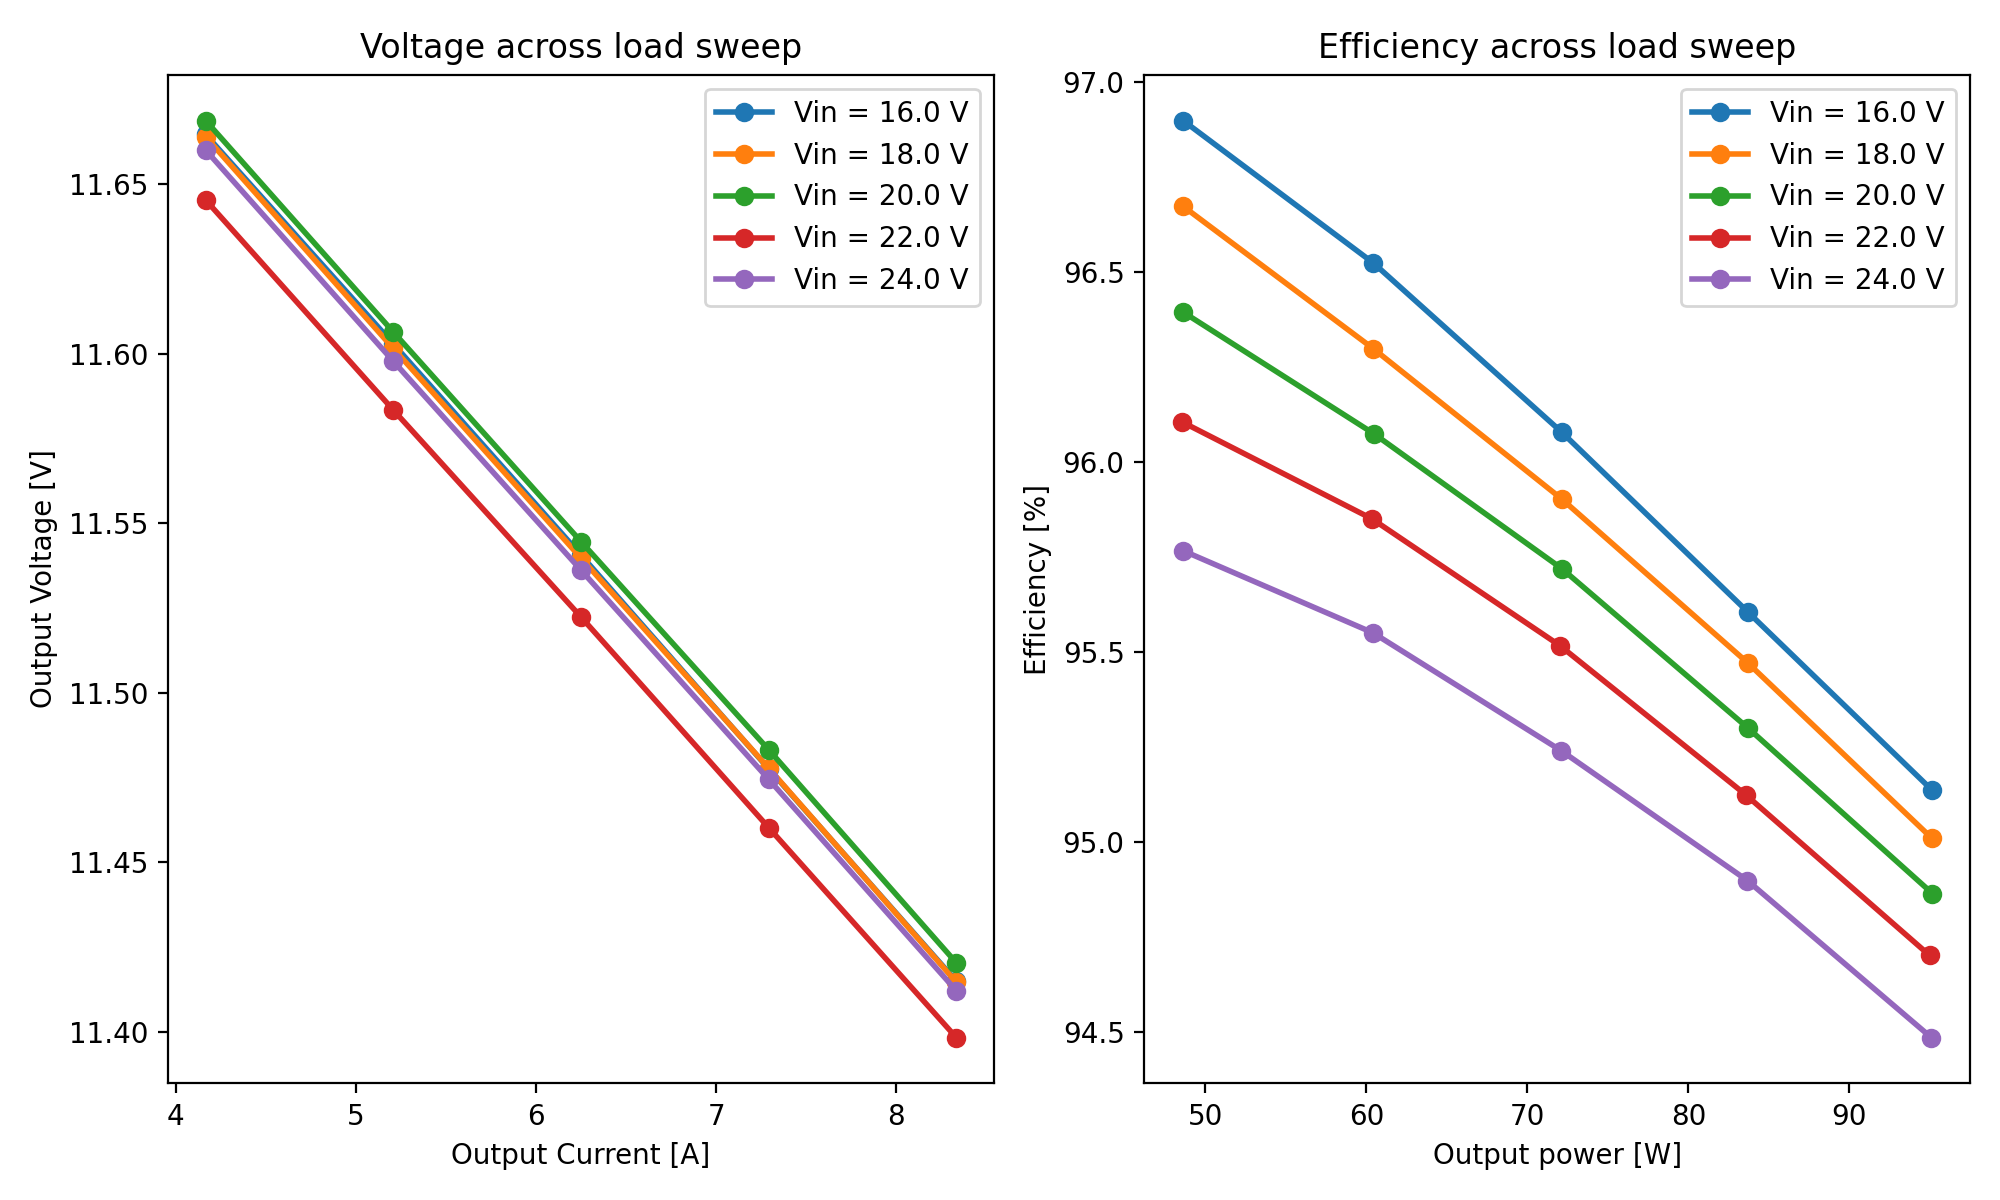 Voltage across load sweep
Vin = 16.0 V
Vin = 18.0 V
Vin = 20.0 V
Vin = 22.0 V
Vin = 24.0 V
11.65
11.60
11.55
11.50
11.45
11.40
Output Voltage [V]
4 5 6 7 8
Output Current [A]
Efficiency across load sweep
Vin = 16.0 V
Vin = 18.0 V
Vin = 20.0 V
Vin = 22.0 V
Vin = 24.0 V
97.0
96.5
96.0
95.5
95.0
94.5
Efficiency [%]
50 60 70 80 90
Output power [W]